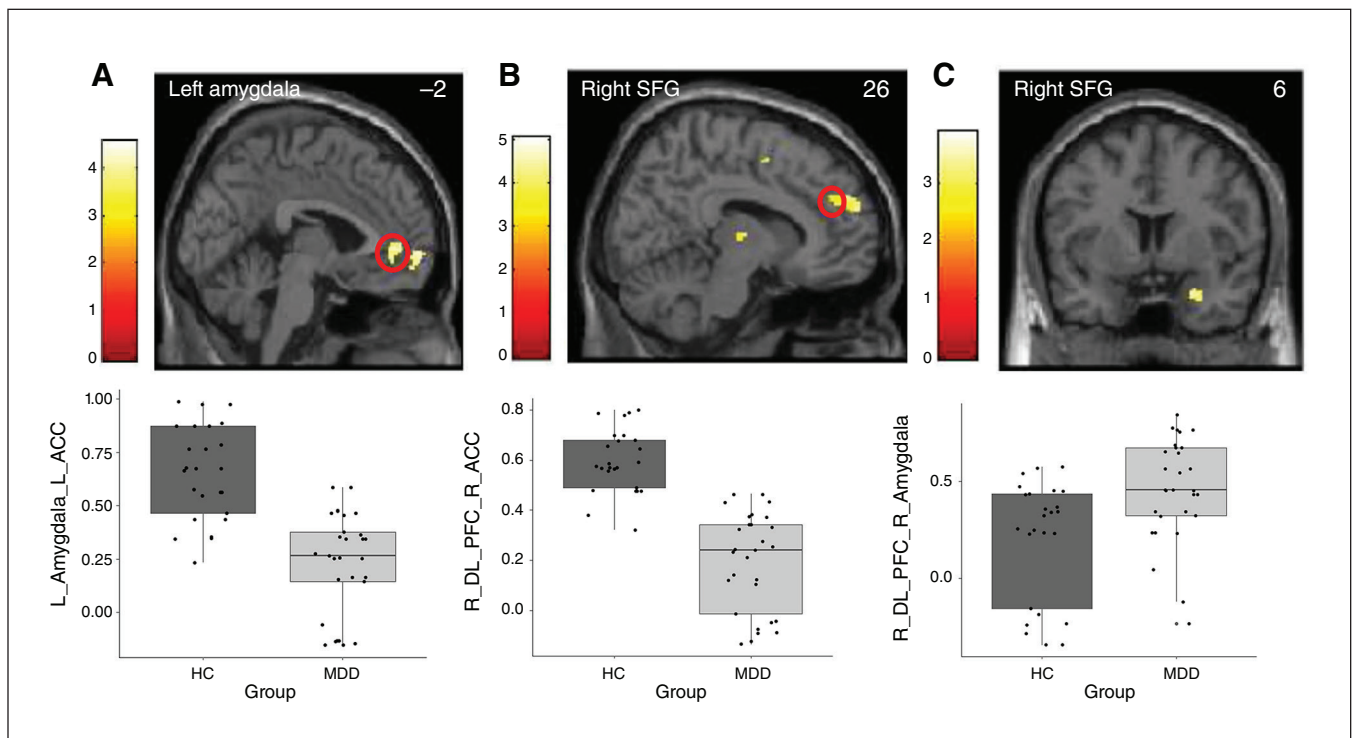 A
Left amygdala
–2
4
3
2
1
0
B
Right SFG
26
5
4
3
2
1
0
C
Right SFG
6
3
2
1
0
L_Amygdala_L_ACC
1.00
0.75
0.50
0.25
0.00
HC
MDD
Group
R_DL_PFC_R_ACC
0.8
0.6
0.4
0.2
0.0
HC
MDD
Group
R_DL_PFC_R_Amygdala
0.5
0.0
HC
MDD
Group